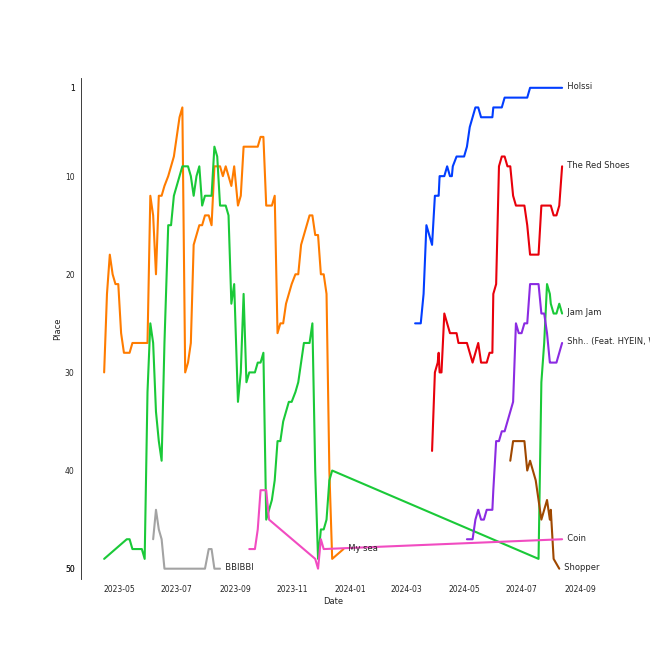 1
Holssi
The Red Shoes
10
20
Jam Jam
Shh.. (Feat. HYEIN,
30
40
Coin
My sea
50
BBIBBI
Shopper
Place
2023-05
2023-07
2023-09
2023-11
2024-01
2024-03
2024-05
2024-07
2024-09
Date